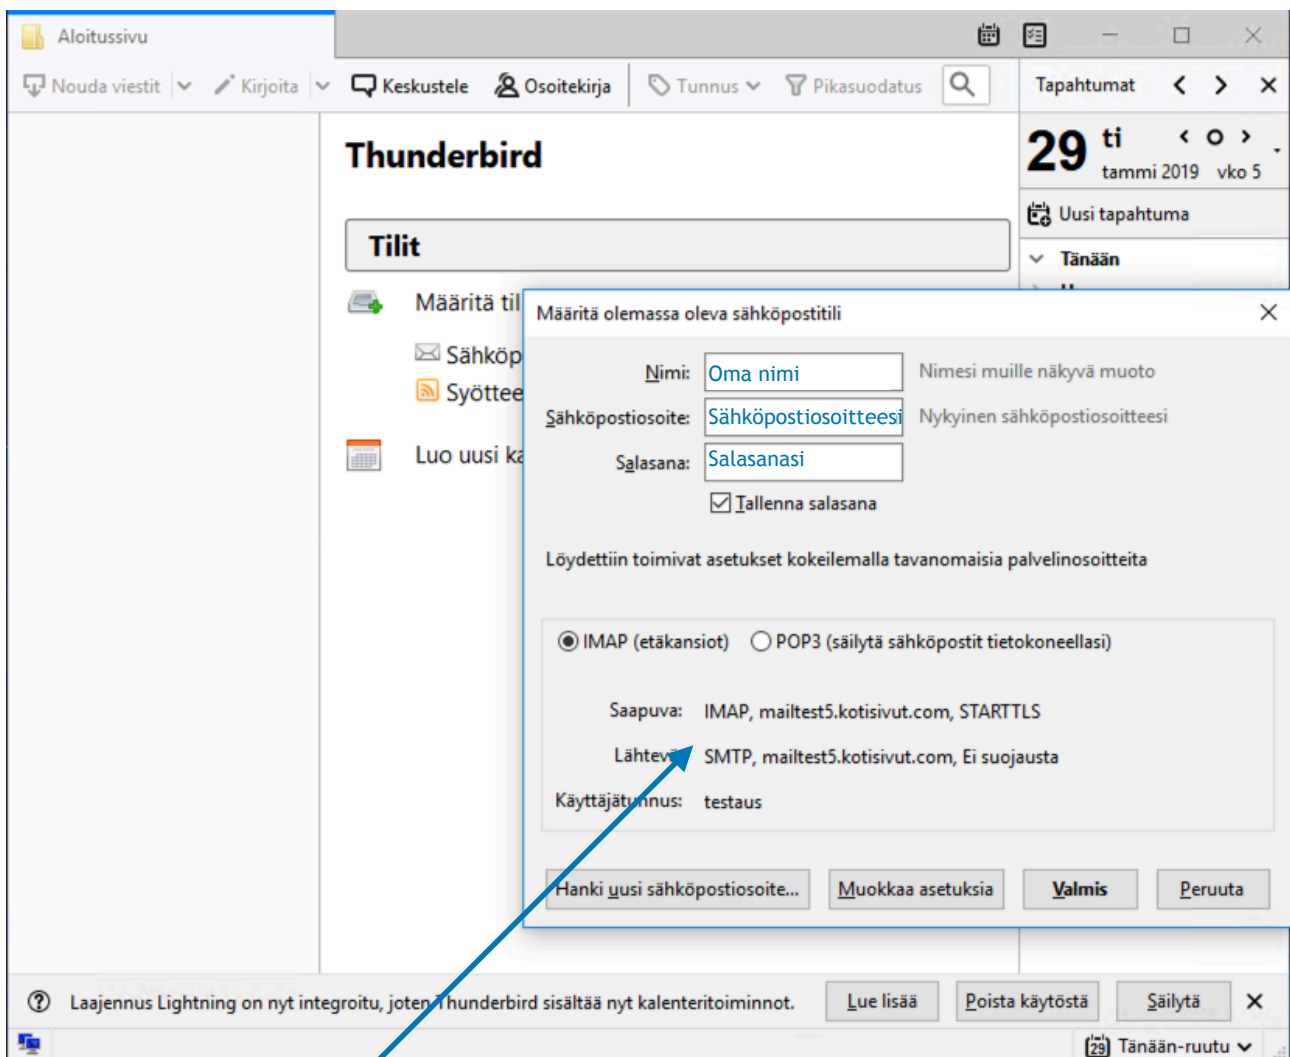 Aloitussivu
Nouda viestit Kirjoita Keskustele Osoitekirja Tunnus Pikasuodatus
Tapahtumat
29 ti
tammi 2019 vko 5
Uusi tapahtuma
Tänään
Thunderbird
Tilit
Määritä til
Sähköp
Syöttee
Luo uusi ka
Määritä olemassa oleva sähköpostitili
Nimi: Oma nimi Nimesi muille näkyvä muoto
Sähköpostiosoite: Sähköpostiosoitteesi Nykyinen sähköpostiosoitteesi
Salasana: Salasanasi
Tallenna salasana
Löydettiin toimivat asetukset kokeilemalla tavanomaisia palvelinosoitteita
IMAP (etäkansiot) POP3 (säilytä sähköpostit tietokoneellasi)
Saapuva: IMAP, mailtest5.kotisivut.com, STARTTLS
Lähtevä: SMTP, mailtest5.kotisivut.com, Ei suojausta
Käyttäjätunnus: testaus
Hanki uusi sähköpostiosoite... Muokkaa asetuksia Valmis Peruuta
Laajennus Lightning on nyt integroitu, joten Thunderbird sisältää nyt kalenteritoiminnot. Lue lisää Poista käytöstä Säilytä
29 Tänään-ruutu